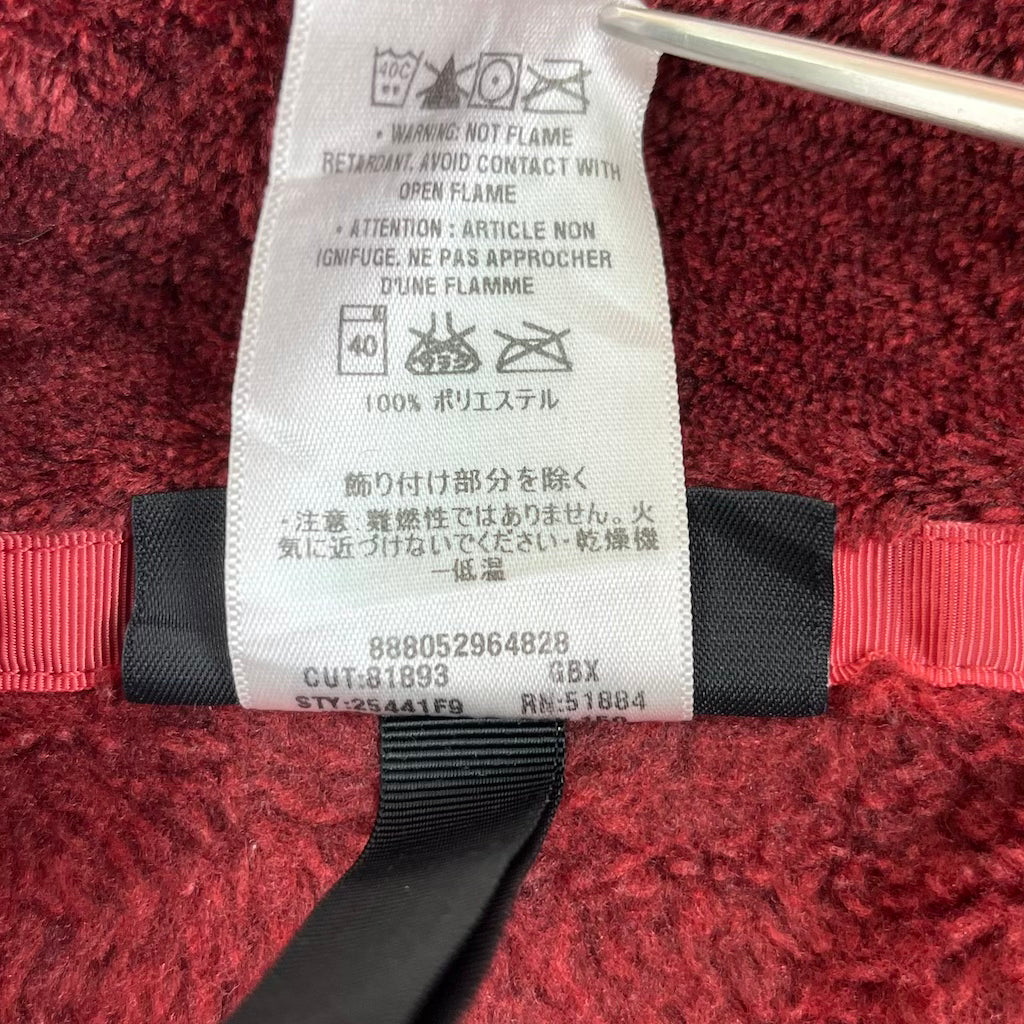 40C
• WARNING: NOT FLAME
RETARDANT. AVOID CONTACT WITH
OPEN FLAME
• ATTENTION : ARTICLE NON
IGNIFUGE. NE PAS APPROCHER
D'UNE FLAMME
40
100% ポリエステル
飾り付け部分を除く
・注意：難燃性ではありません。火
気に近づけないでください・乾燥機
－低温
888052964828
CUT:81893 GBX
STY:25441F9 RN:51884